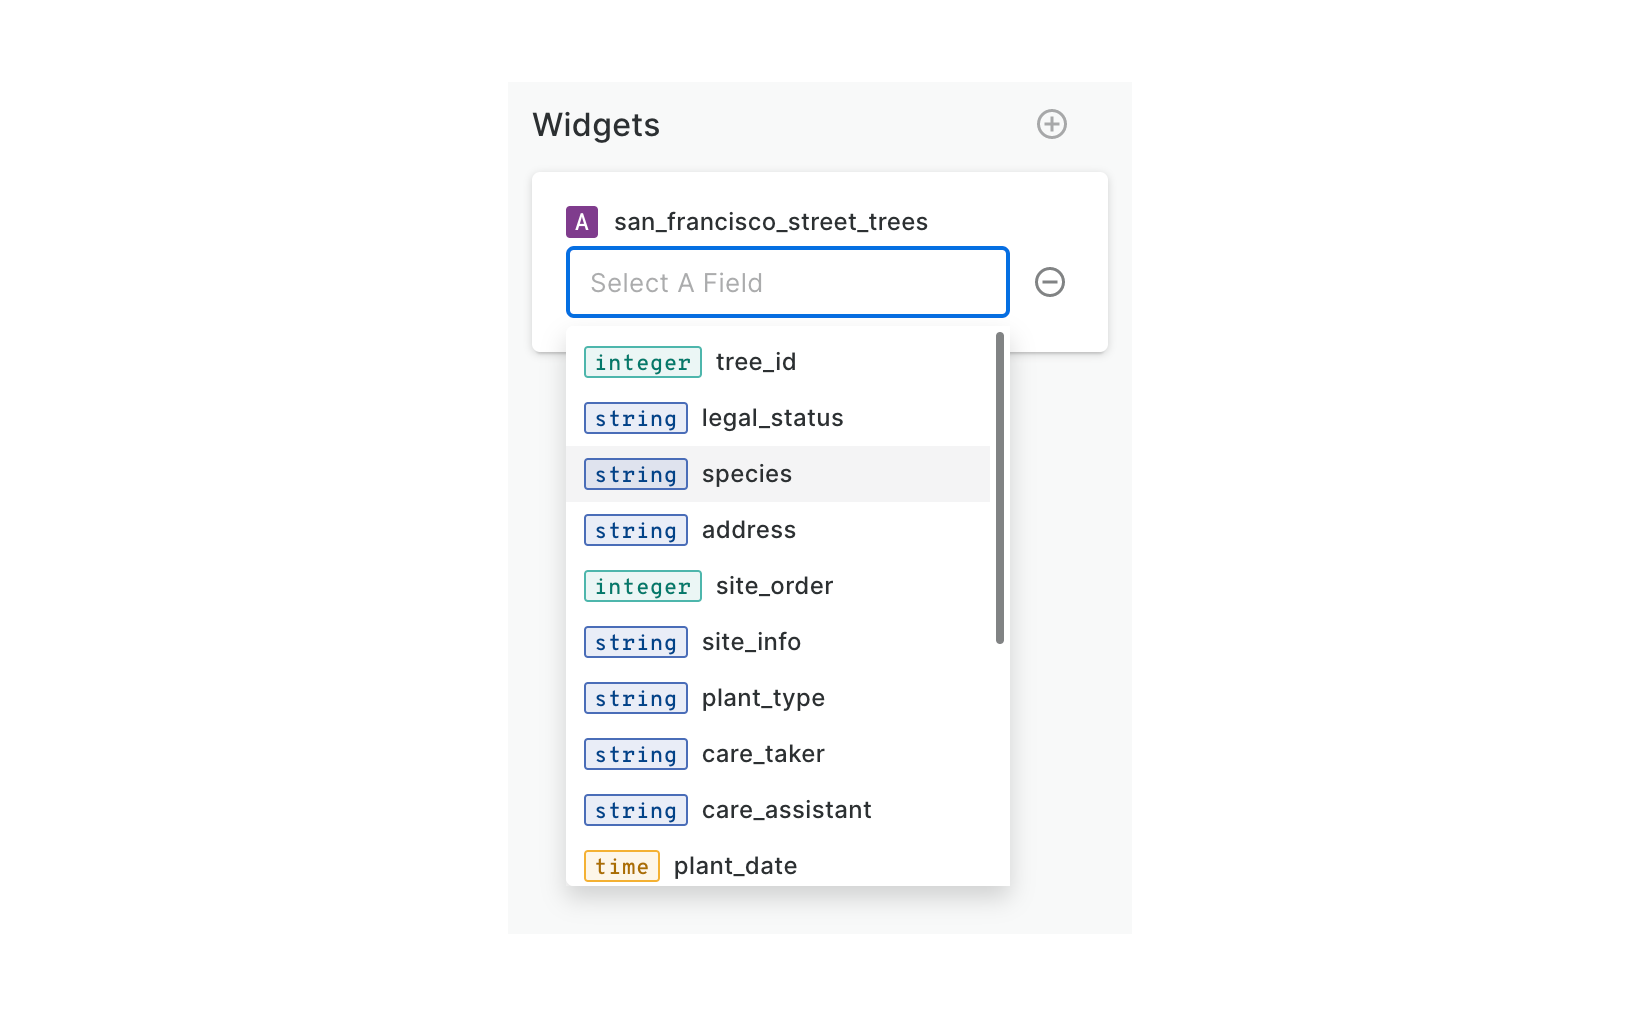 Widgets
A san_francisco_street_trees
Select A Field
integer tree_id
string legal_status
string species
string address
integer site_order
string site_info
string plant_type
string care_taker
string care_assistant
time plant_date